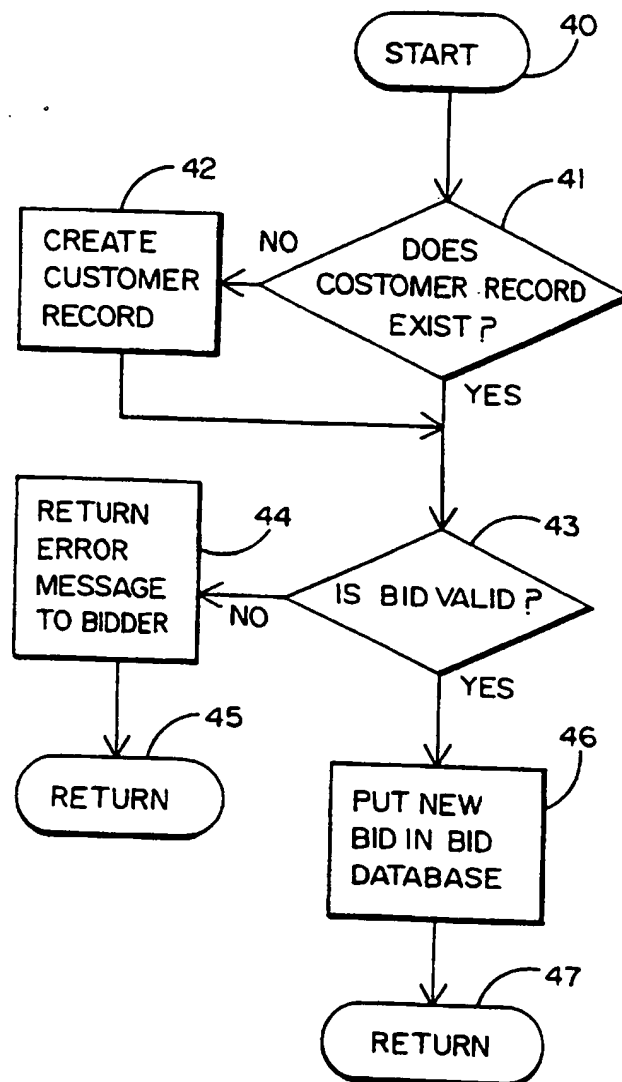 START
40
41
42
NO
DOES
COSTOMER RECORD
EXIST?
CREATE
CUSTOMER
RECORD
YES
RETURN
ERROR
MESSAGE
TO BIDDER
44
43
IS BID VALID?
NO
YES
45
RETURN
46
PUT NEW
BID IN BID
DATABASE
47
RETURN